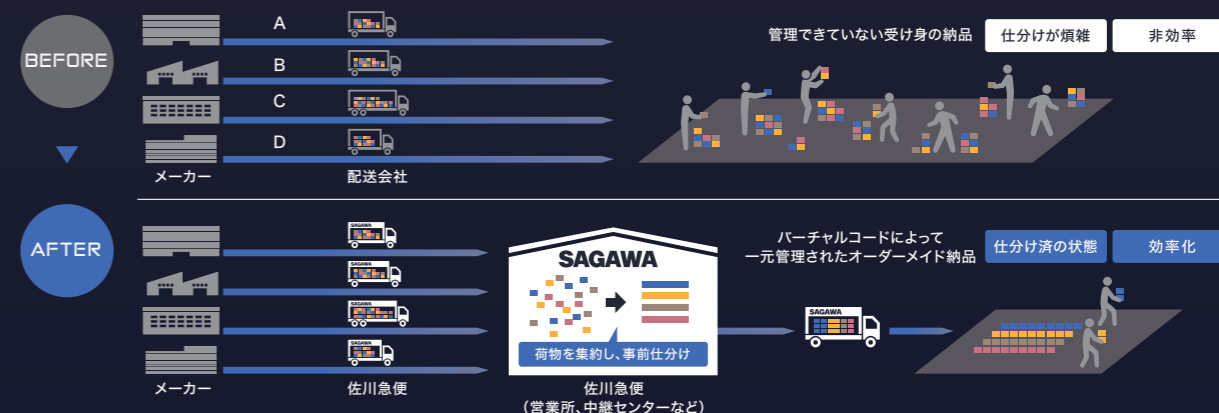 BEFORE
A
B
C
D
メーカー
配送会社
管理できていない受け身の納品
仕分けが煩雑
非効率
AFTER
SAGAWA
SAGAWA
SAGAWA
SAGAWA
メーカー
佐川急便
SAGAWA
荷物を集約し、事前仕分け
佐川急便
（営業所、中継センターなど）
SAGAWA
バーチャルコードによって
一元管理されたオーダーメイド納品
仕分け済の状態
効率化